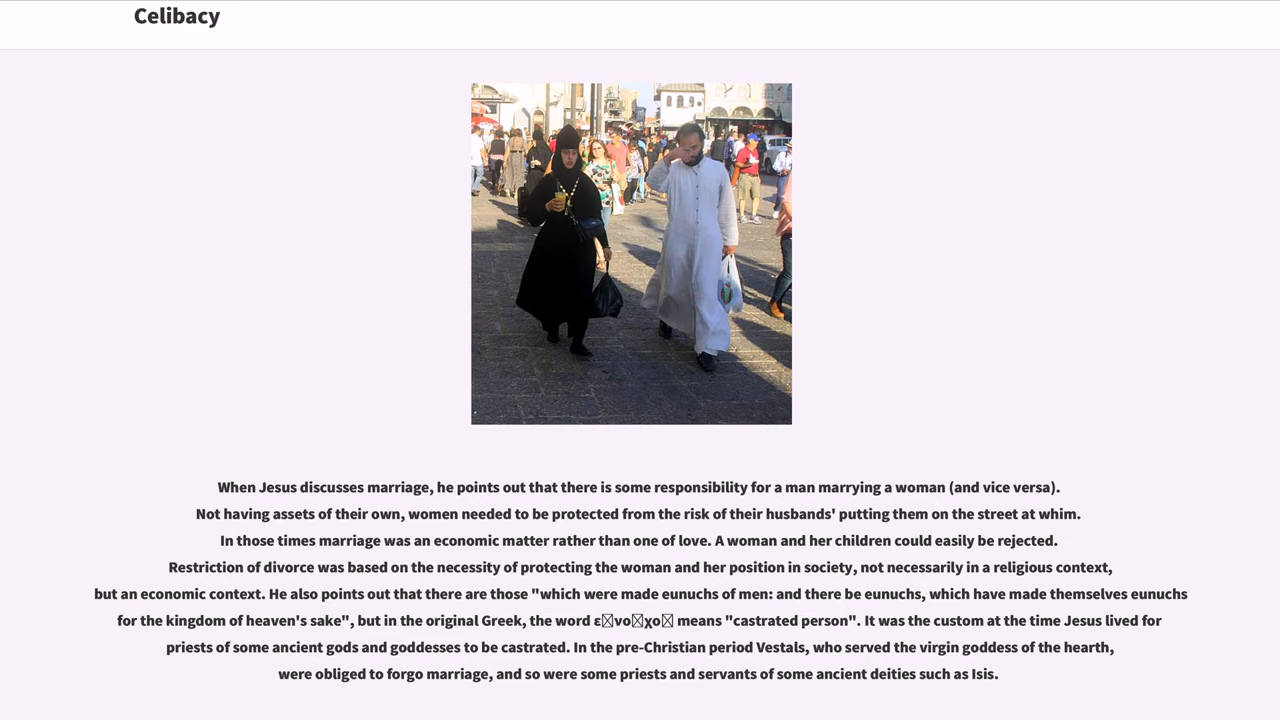 Celibacy
When Jesus discusses marriage, he points out that there is some responsibility for a man marrying a woman (and vice versa).
Not having assets of their own, women needed to be protected from the risk of their husbands' putting them on the street at whim.
In those times marriage was an economic matter rather than one of love. A woman and her children could easily be rejected.
Restriction of divorce was based on the necessity of protecting the woman and her position in society, not necessarily in a religious context,
but an economic context. He also points out that there are those "which were made eunuchs of men: and there be eunuchs, which have made themselves eunuchs
for the kingdom of heaven's sake", but in the original Greek, the word ε▯νο▯χο▯ means "castrated person". It was the custom at the time Jesus lived for
priests of some ancient gods and goddesses to be castrated. In the pre-Christian period Vestals, who served the virgin goddess of the hearth,
were obliged to forgo marriage, and so were some priests and servants of some ancient deities such as Isis.